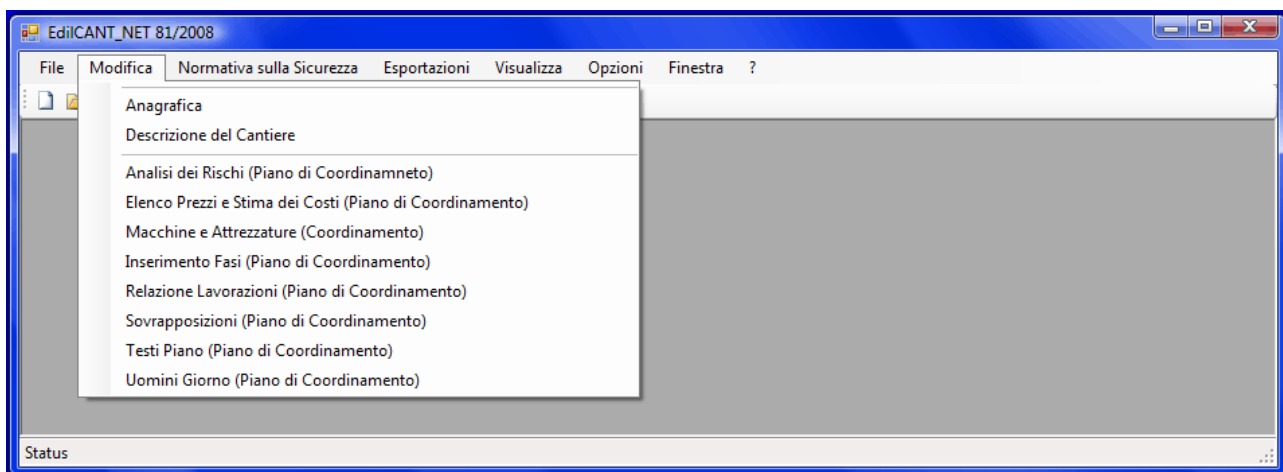 EdilCANT_NET 81/2008
File Modifica Normativa sulla Sicurezza Esportazioni Visualizza Opzioni Finestra ?
Anagrafica
Descrizione del Cantiere
Analisi dei Rischi (Piano di Coordinamneto)
Elenco Prezzi e Stima dei Costi (Piano di Coordinamento)
Macchine e Attrezzature (Coordinamento)
Inserimento Fasi (Piano di Coordinamento)
Relazione Lavorazioni (Piano di Coordinamento)
Sovrapposizioni (Piano di Coordinamento)
Testi Piano (Piano di Coordinamento)
Uomini Giorno (Piano di Coordinamento)
Status